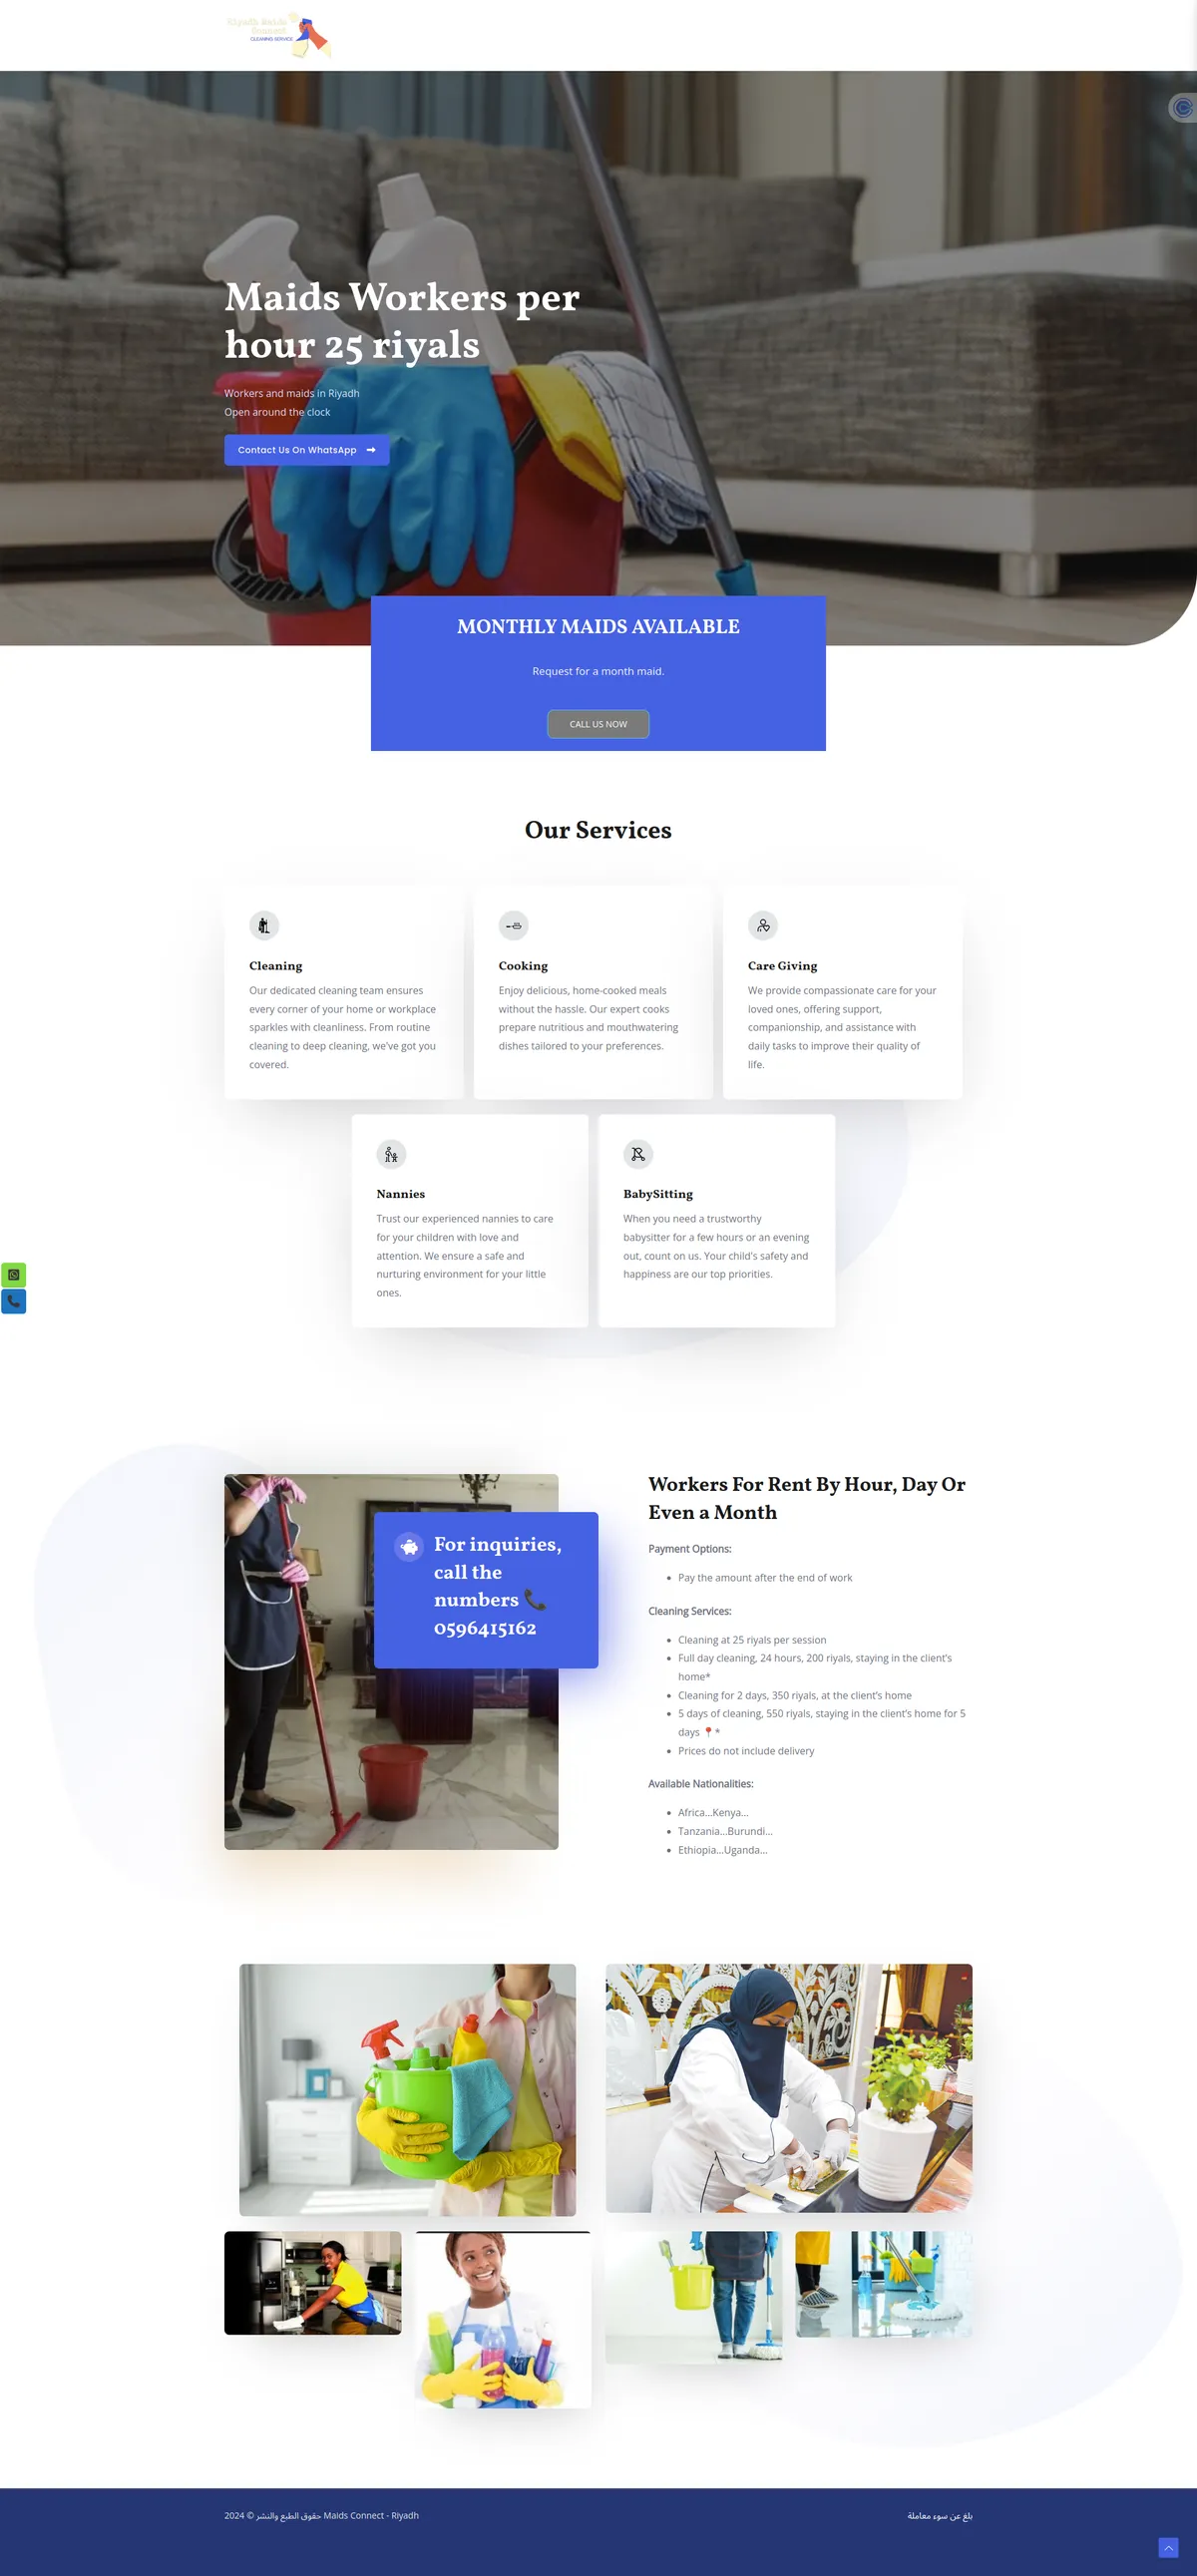 Riyadh Maids
Connect
CLEANING SERVICE
Maids Workers per
hour 25 riyals
Workers and maids in Riyadh
Open around the clock
Contact Us On WhatsApp
MONTHLY MAIDS AVAILABLE
Request for a month maid.
CALL US NOW
Our Services
Cleaning
Our dedicated cleaning team ensures
every corner of your home or workplace
sparkles with cleanliness. From routine
cleaning to deep cleaning, we've got you
covered.
Cooking
Enjoy delicious, home-cooked meals
without the hassle. Our expert cooks
prepare nutritious and mouthwatering
dishes tailored to your preferences.
Care Giving
We provide compassionate care for your
loved ones, offering support,
companionship, and assistance with
daily tasks to improve their quality of
life.
Nannies
Trust our experienced nannies to care
for your children with love and
attention. We ensure a safe and
nurturing environment for your little
ones.
BabySitting
When you need a trustworthy
babysitter for a few hours or an evening
out, count on us. Your child's safety and
happiness are our top priorities.
For inquiries,
call the
numbers 📞
0596415162
Workers For Rent By Hour, Day Or
Even a Month
Payment Options:
Pay the amount after the end of work
Cleaning Services:
Cleaning at 25 riyals per session
Full day cleaning, 24 hours, 200 riyals, staying in the client's
home*
Cleaning for 2 days, 350 riyals, at the client's home
5 days of cleaning, 550 riyals, staying in the client's home for 5
days 📍*
Prices do not include delivery
Available Nationalities:
Africa...Kenya...
Tanzania...Burundi...
Ethiopia...Uganda...
2024 © حقوق الطبع والنشر Maids Connect - Riyadh
بلغ عن سوء معاملة